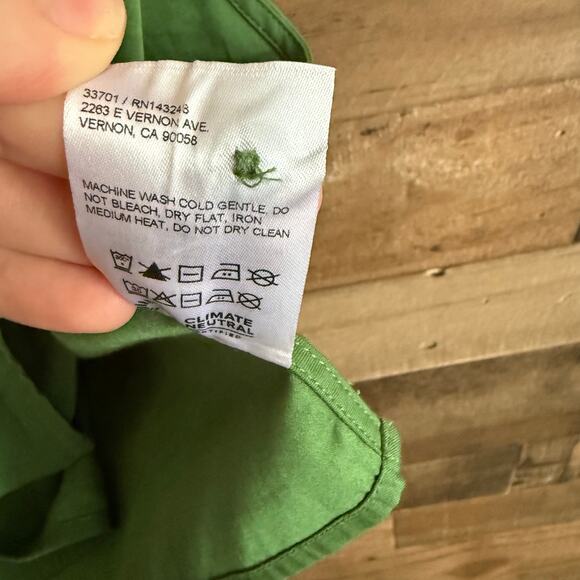 33701 / RN143248
2263 E VERNON AVE.
VERNON, CA 90058
MACHINE WASH COLD GENTLE. DO
NOT BLEACH, DRY FLAT, IRON
MEDIUM HEAT, DO NOT DRY CLEAN
CLIMATE
NEUTRAL
CERTIFIED